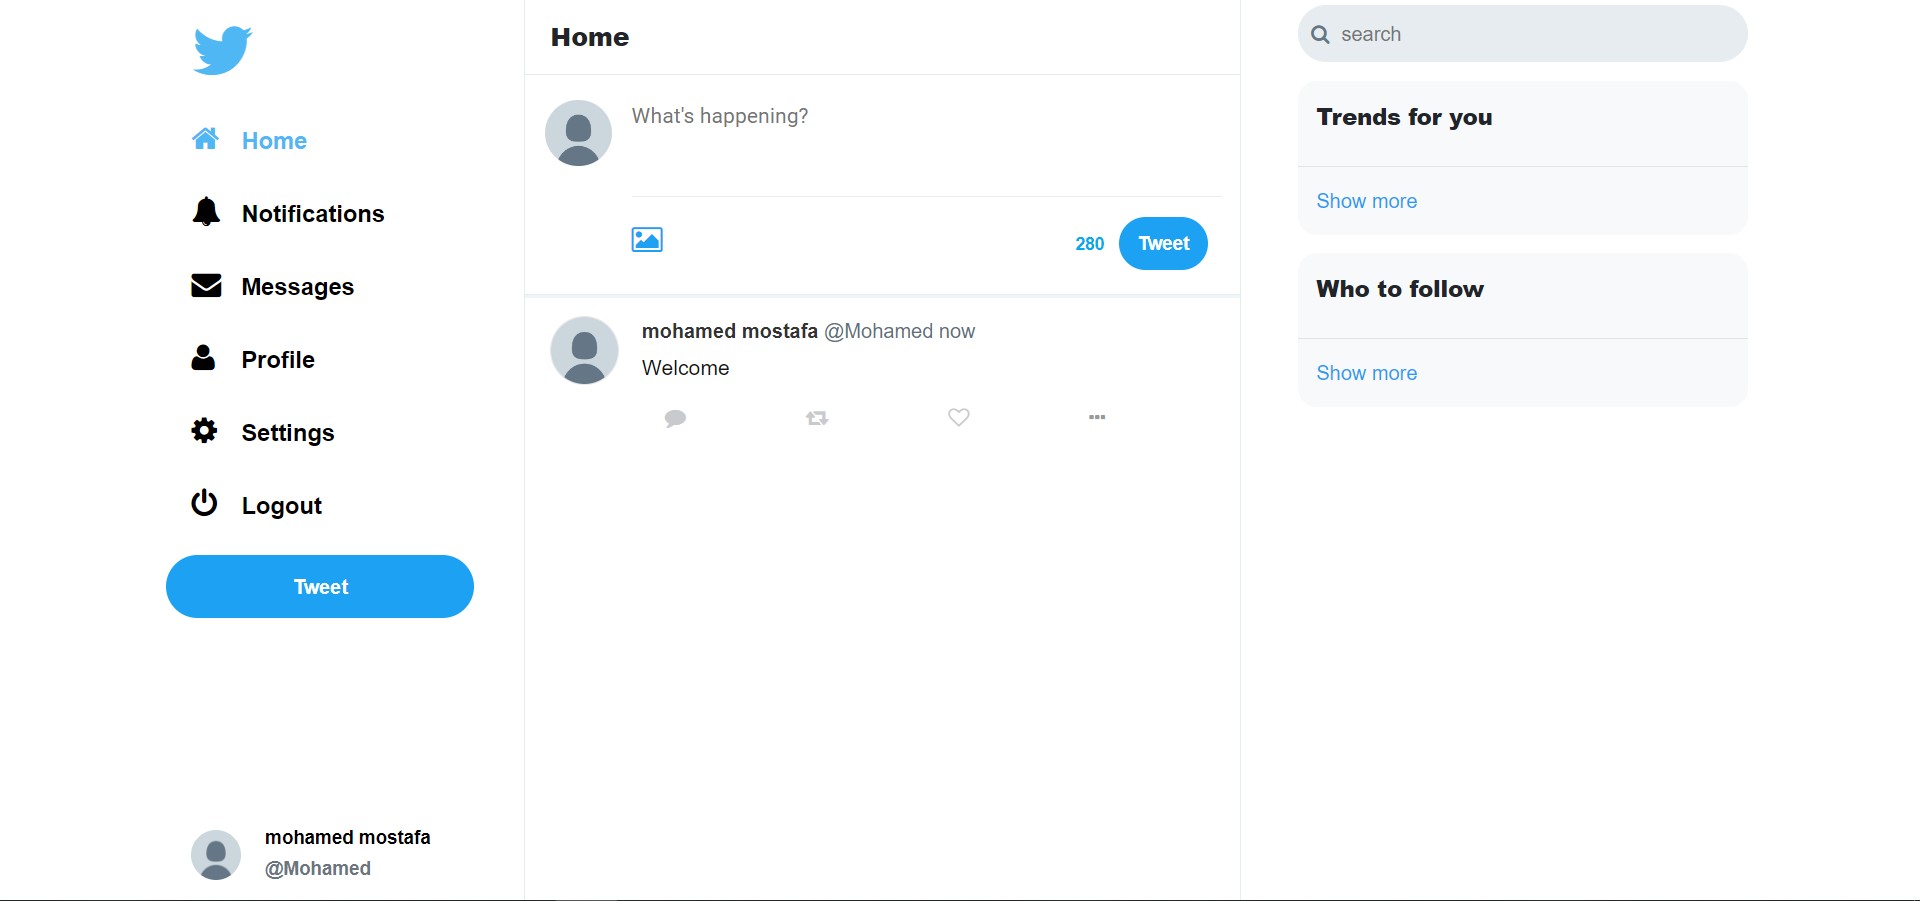 Home
Notifications
Messages
Profile
Settings
Logout
Tweet
mohamed mostafa
@Mohamed
Home
What's happening?
280 Tweet
mohamed mostafa @Mohamed now
Welcome
search
Trends for you
Show more
Who to follow
Show more